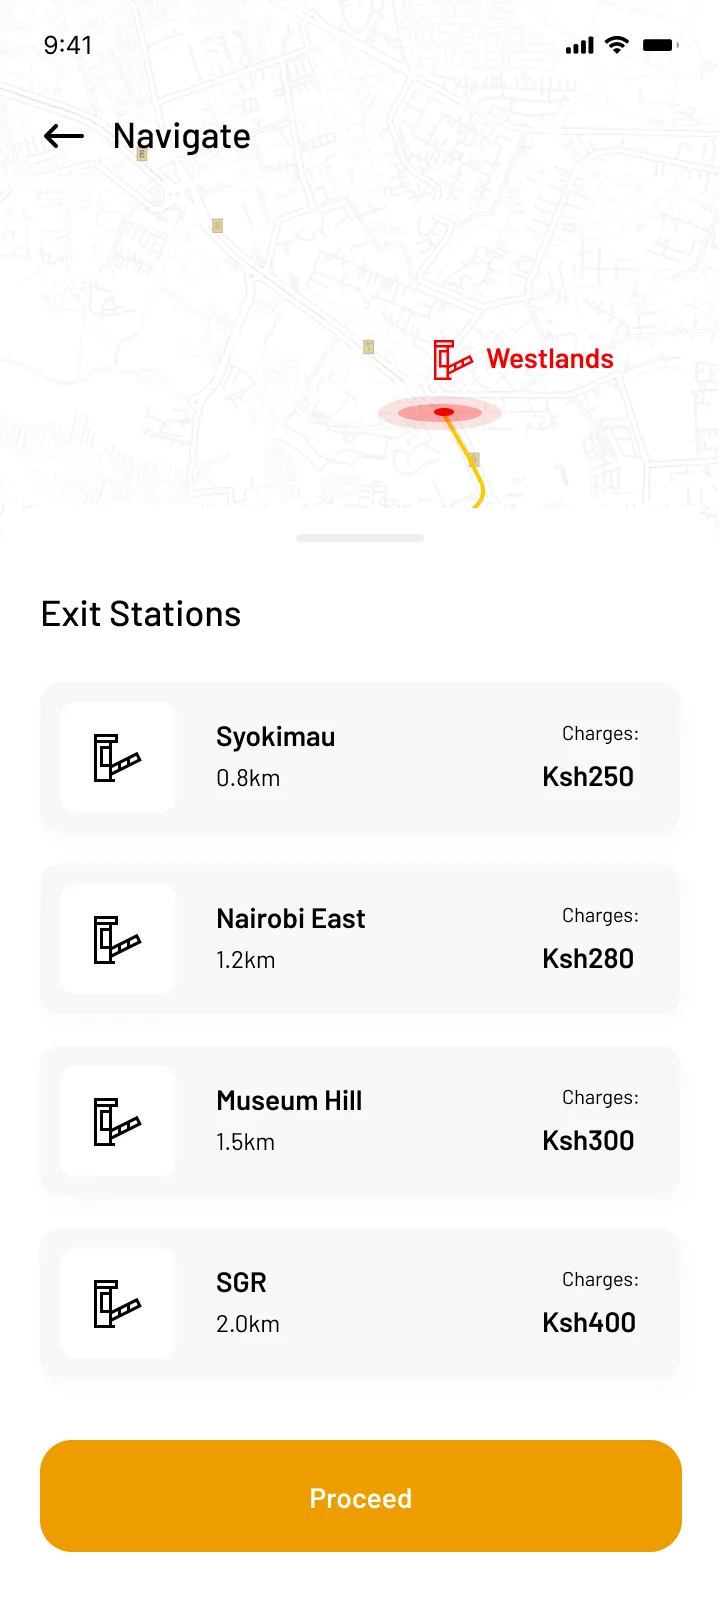 9:41
Navigate
Westlands
Exit Stations
Syokimau
0.8km
Charges:
Ksh250
Nairobi East
1.2km
Charges:
Ksh280
Museum Hill
1.5km
Charges:
Ksh300
SGR
2.0km
Charges:
Ksh400
Proceed